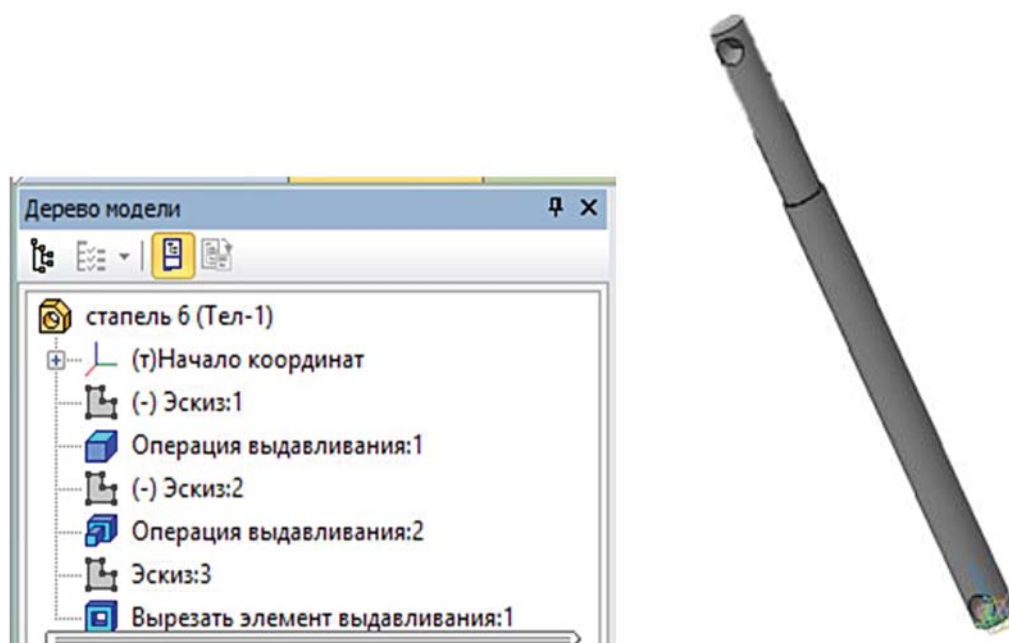 Дерево модели
стапель 6 (Тел-1)
(т)Начало координат
(-) Эскиз:1
Операция выдавливания:1
(-) Эскиз:2
Операция выдавливания:2
Эскиз:3
Вырезать элемент выдавливания:1